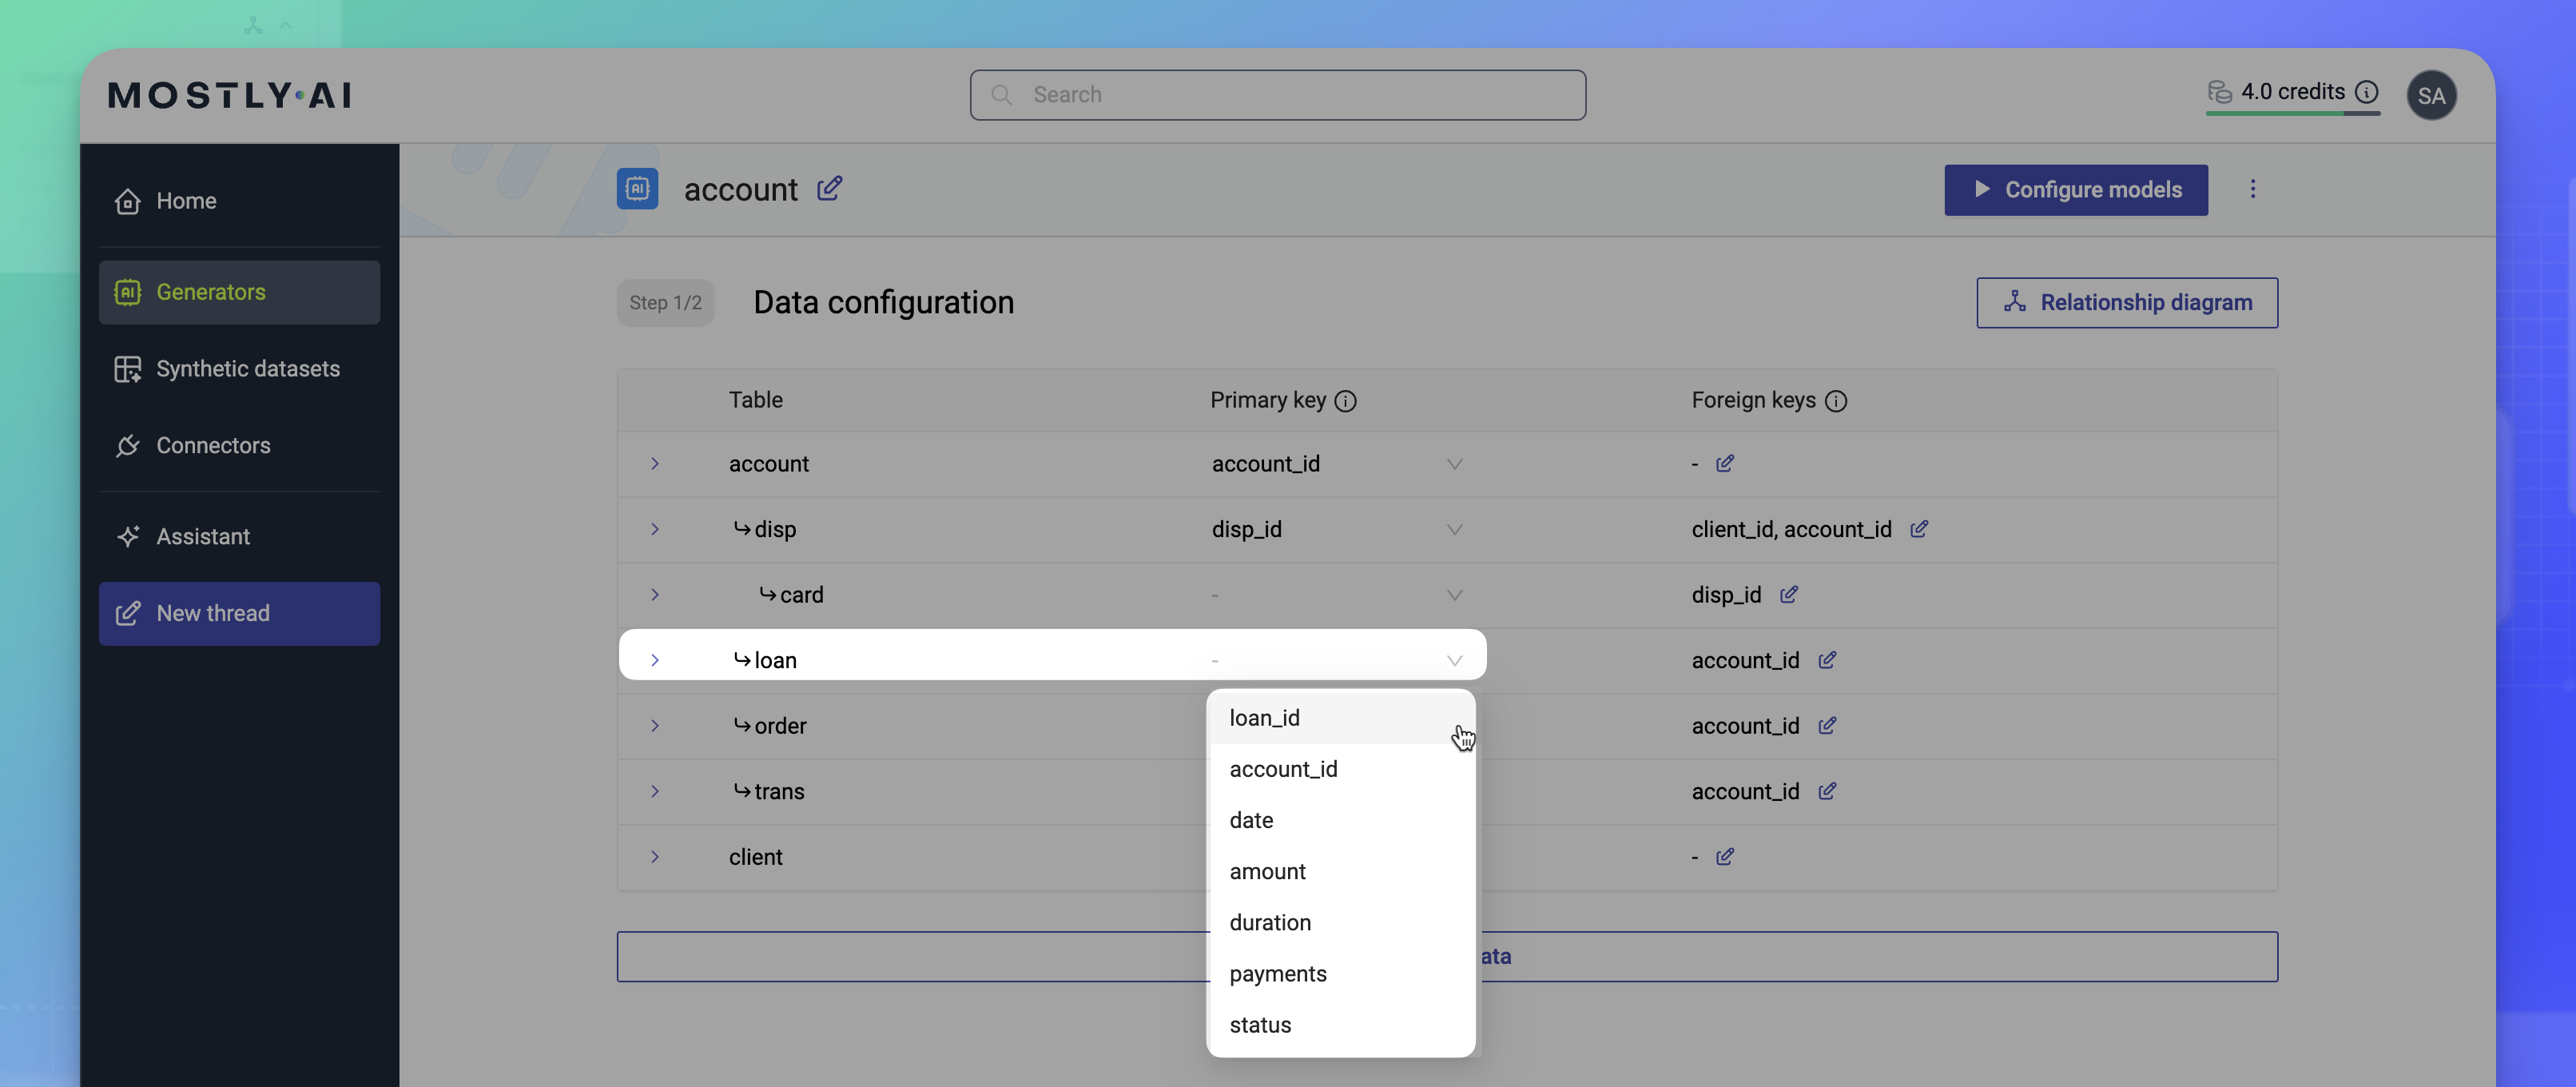 MOSTLY·AI
Search
4.0 credits
SA
Home
Generators
Synthetic datasets
Connectors
Assistant
New thread
AI
account
Configure models
Step 1/2
Data configuration
Relationship diagram
Table Primary key Foreign keys
account account_id -
disp disp_id client_id, account_id
card - disp_id
loan - account_id
order account_id
trans account_id
client -
loan_id
account_id
date
amount
duration
payments
status
ata